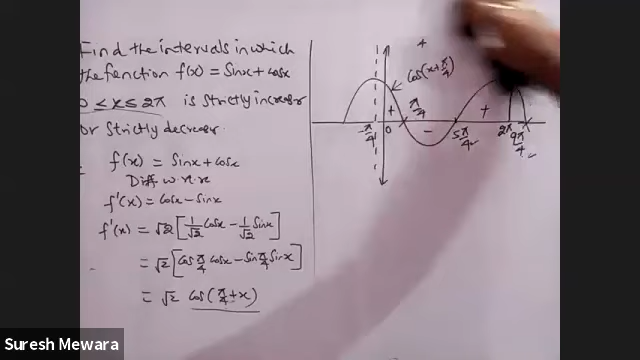 Find the intervals in which
the function f(x) = Sinx + cosx
0 ≤ x ≤ 2π is strictly increaser
or strictly decreaser
f(x) = Sinx + cosx
Diff w.r.x
f'(x) = cosx - sinx
f'(x) = √2 [1/√2 cosx - 1/√2 Sinx]
= √2 [cos π/4 cosx - Sin π/4 Sinx]
= √2 cos(π/4 + x)
cos(x + π/4)
+ π/4 - +
-π/4 0 5π/4 2π 9π/4
Suresh Mewara